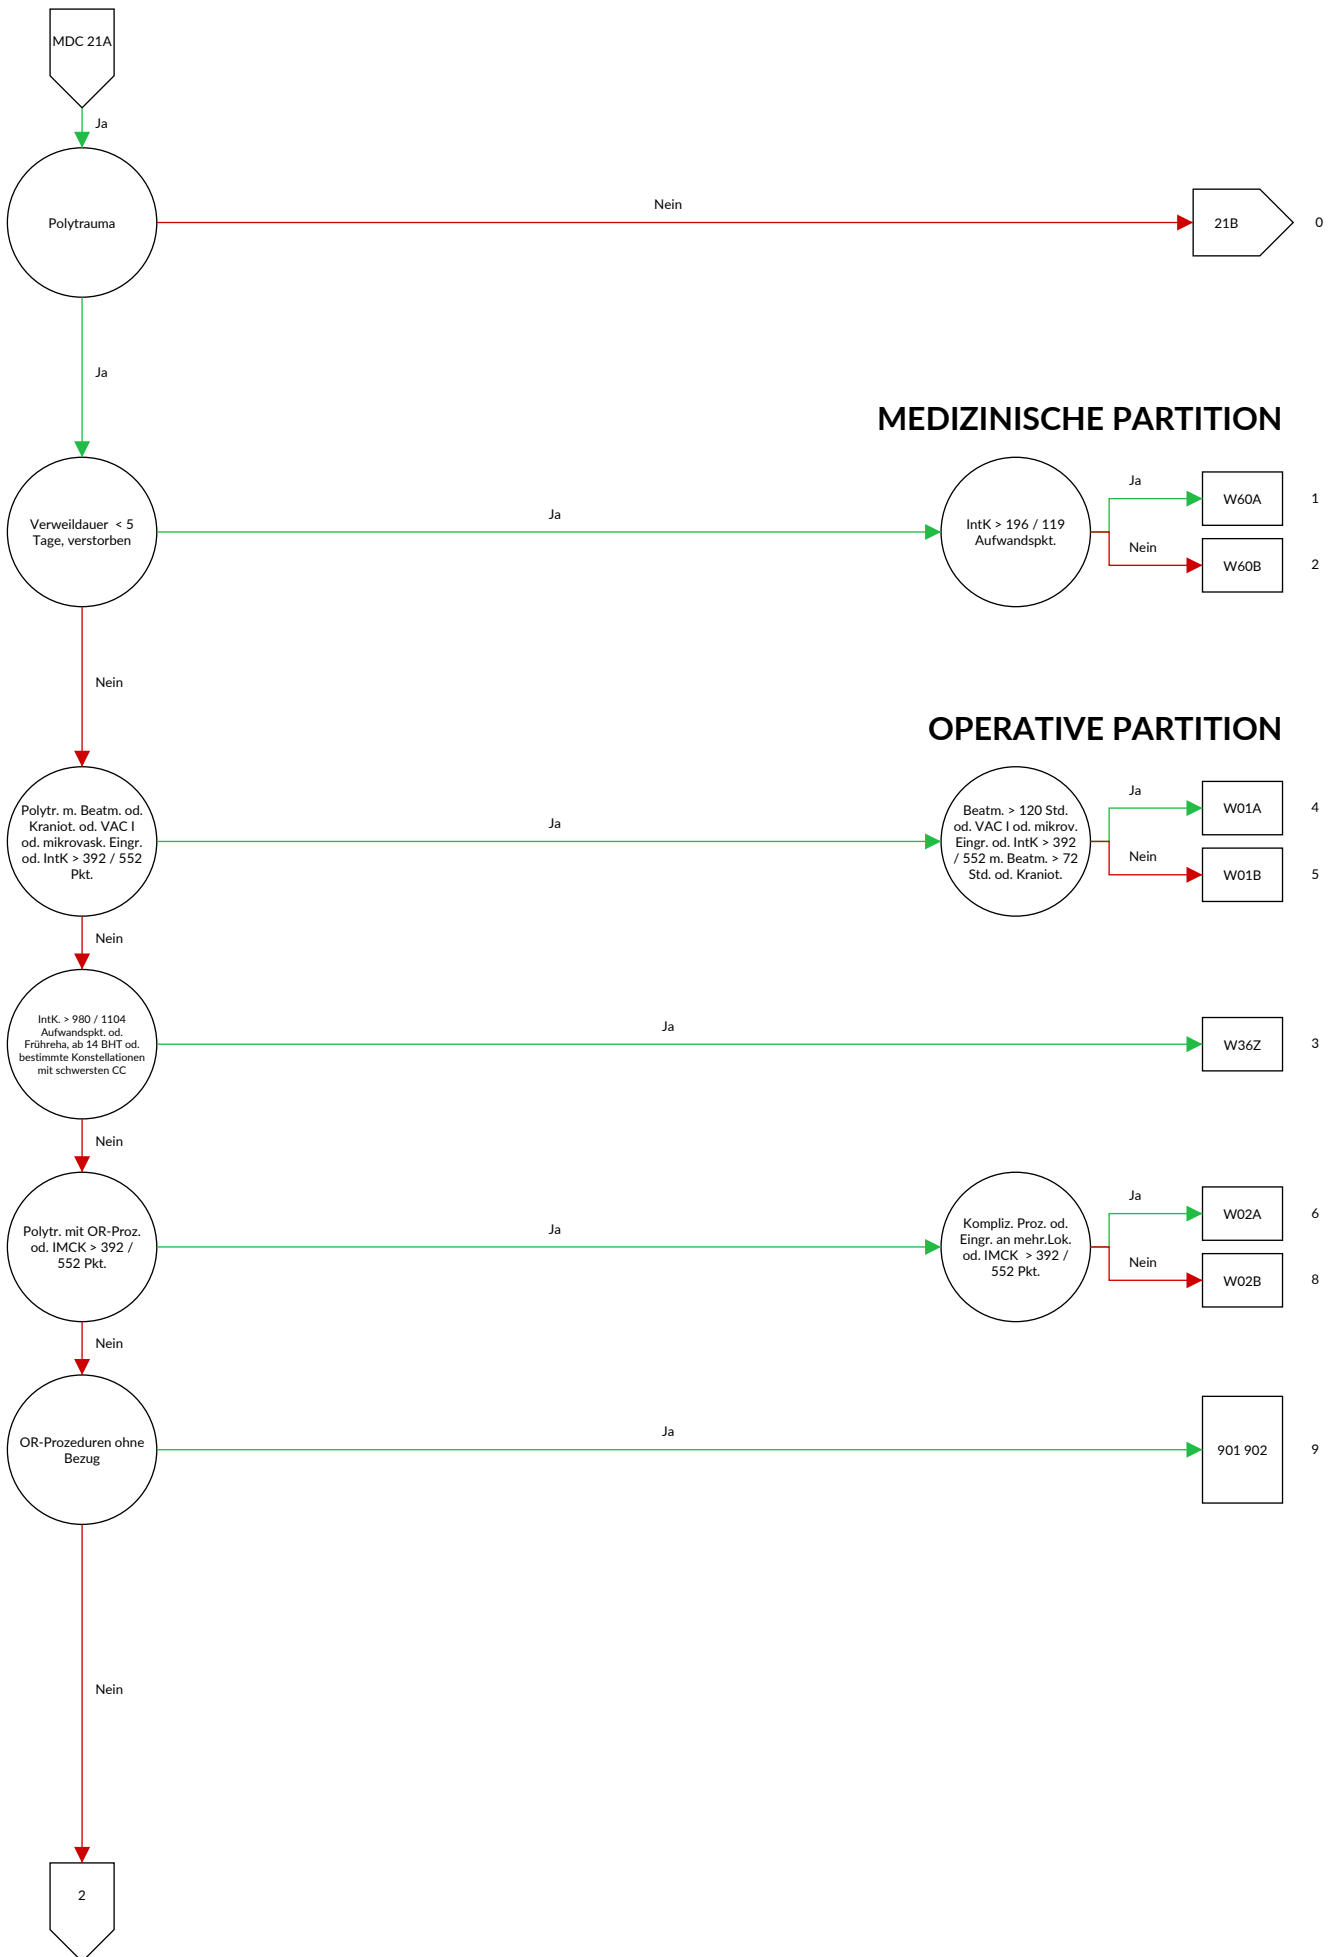 MDC 21A
Ja
Polytrauma
Nein
21B
0
Ja
MEDIZINISCHE PARTITION
Verweildauer < 5
Tage, verstorben
Ja
IntK > 196 / 119
Aufwandspkt.
Ja
W60A
1
Nein
W60B
2
Nein
OPERATIVE PARTITION
Polytr. m. Beatm. od.
Kraniot. od. VAC I
od. mikrovask. Eingr.
od. IntK > 392 / 552
Pkt.
Ja
Beatm. > 120 Std.
od. VAC I od. mikrov.
Eingr. od. IntK > 392
/ 552 m. Beatm. > 72
Std. od. Kraniot.
Ja
W01A
4
Nein
W01B
5
Nein
IntK. > 980 / 1104
Aufwandspkt. od.
Frühreha, ab 14 BHT od.
bestimmte Konstellationen
mit schwersten CC
Ja
W36Z
3
Nein
Polytr. mit OR-Proz.
od. IMCK > 392 /
552 Pkt.
Ja
Kompliz. Proz. od.
Eingr. an mehr.Lok.
od. IMCK > 392 /
552 Pkt.
Ja
W02A
6
Nein
W02B
8
Nein
OR-Prozeduren ohne
Bezug
Ja
901 902
9
Nein
2